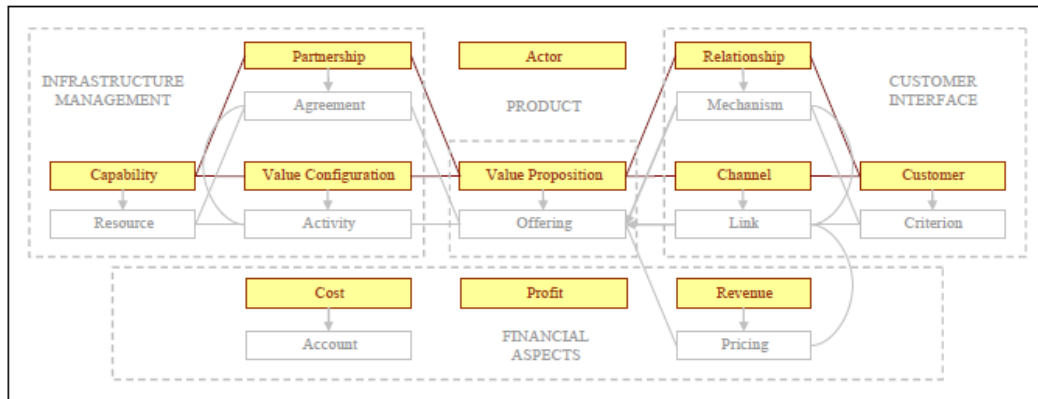 Partnership
Actor
Relationship
INFRASTRUCTURE
MANAGEMENT
CUSTOMER
INTERFACE
Agreement
PRODUCT
Mechanism
Capability
Value Configuration
Value Proposition
Channel
Customer
Resource
Activity
Offering
Link
Criterion
Cost
Profit
Revenue
Account
FINANCIAL
ASPECTS
Pricing